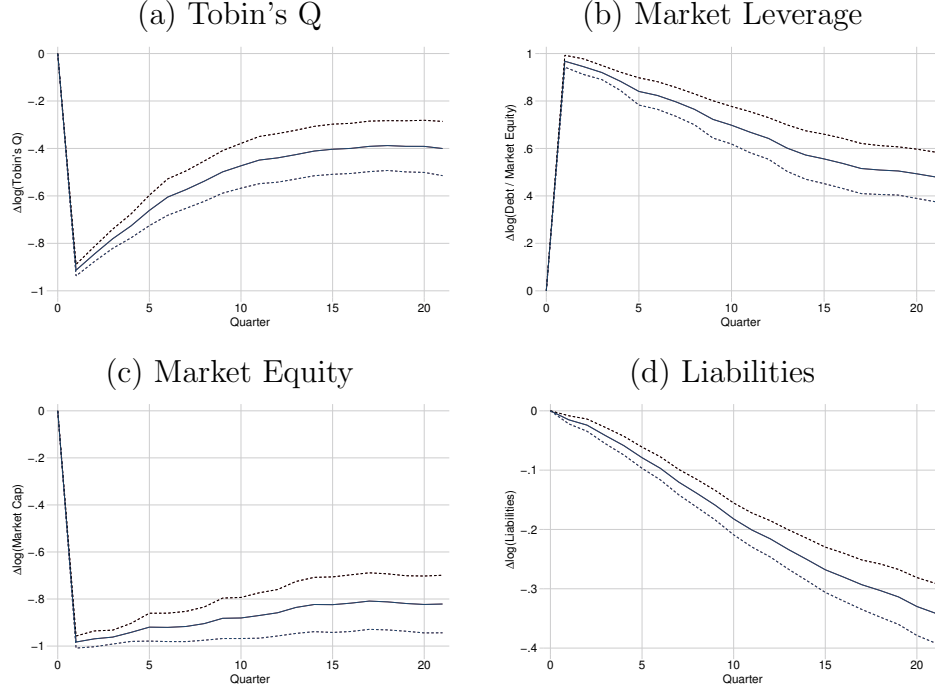 (a) Tobin's Q
Δlog(Tobin's Q)
0
−.2
−.4
−.6
−.8
−1
0 5 10 15 20
Quarter
(b) Market Leverage
Δlog(Debt / Market Equity)
1
.8
.6
.4
.2
0
0 5 10 15 20
Quarter
(c) Market Equity
Δlog(Market Cap)
0
−.2
−.4
−.6
−.8
−1
0 5 10 15 20
Quarter
(d) Liabilities
Δlog(Liabilities)
0
−.1
−.2
−.3
−.4
0 5 10 15 20
Quarter